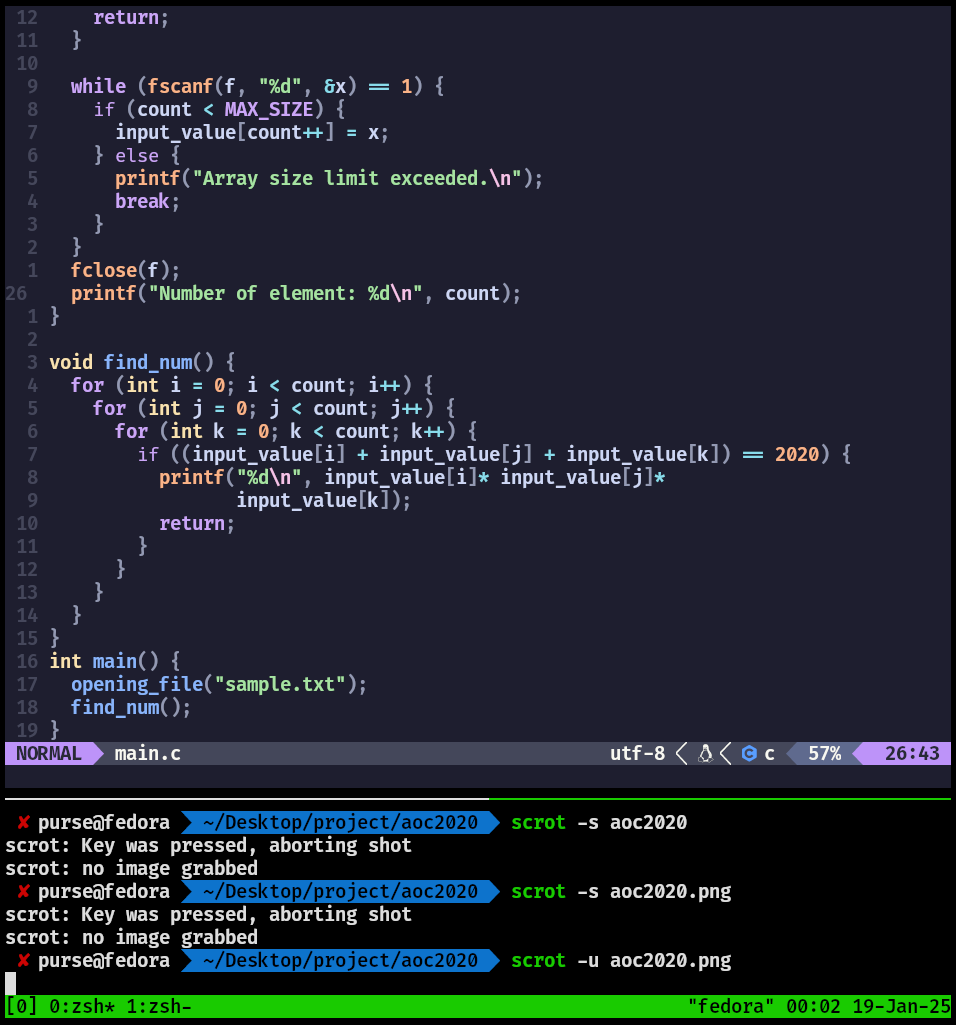 12      return;
11    }
10
 9    while (fscanf(f, "%d", &x) == 1) {
 8      if (count < MAX_SIZE) {
 7        input_value[count++] = x;
 6      } else {
 5        printf("Array size limit exceeded.\n");
 4        break;
 3      }
 2    }
 1    fclose(f);
26    printf("Number of element: %d\n", count);
 1  }
 2
 3  void find_num() {
 4    for (int i = 0; i < count; i++) {
 5      for (int j = 0; j < count; j++) {
 6        for (int k = 0; k < count; k++) {
 7          if ((input_value[i] + input_value[j] + input_value[k]) == 2020) {
 8            printf("%d\n", input_value[i]* input_value[j]*
 9                   input_value[k]);
10            return;
11          }
12        }
13      }
14    }
15  }
16  int main() {
17    opening_file("sample.txt");
18    find_num();
19  }
NORMAL main.c utf-8 c 57% 26:43
✘ purse@fedora ~/Desktop/project/aoc2020 scrot -s aoc2020
scrot: Key was pressed, aborting shot
scrot: no image grabbed
✘ purse@fedora ~/Desktop/project/aoc2020 scrot -s aoc2020.png
scrot: Key was pressed, aborting shot
scrot: no image grabbed
✘ purse@fedora ~/Desktop/project/aoc2020 scrot -u aoc2020.png
[0] 0:zsh* 1:zsh- "fedora" 00:02 19-Jan-25